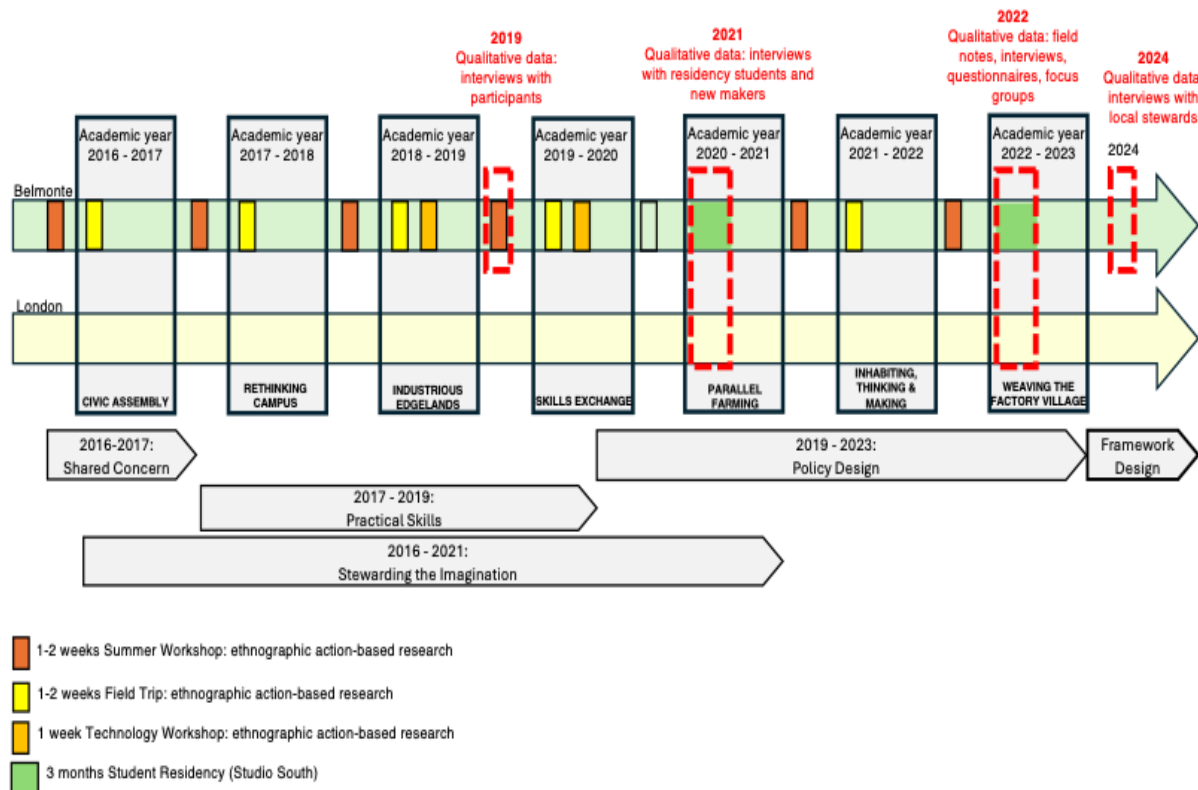 2019
Qualitative data:
interviews with
participants
2021
Qualitative data: interviews
with residency students and
new makers
2022
Qualitative data: field
notes, interviews,
questionnaires, focus
groups
2024
Qualitative data
interviews with
local stewards
Academic year
2016 - 2017
Academic year
2017 - 2018
Academic year
2018 - 2019
Academic year
2019 - 2020
Academic year
2020 - 2021
Academic year
2021 - 2022
Academic year
2022 - 2023
2024
Belmonte
London
CIVIC ASSEMBLY
RETHINKING
CAMPUS
INDUSTRIOUS
EDGELANDS
SKILLS EXCHANGE
PARALLEL
FARMING
INHABITING,
THINKING &
MAKING
WEAVING THE
FACTORY VILLAGE
2016-2017:
Shared Concern
2019 - 2023:
Policy Design
Framework
Design
2017 - 2019:
Practical Skills
2016 - 2021:
Stewarding the Imagination
1-2 weeks Summer Workshop: ethnographic action-based research
1-2 weeks Field Trip: ethnographic action-based research
1 week Technology Workshop: ethnographic action-based research
3 months Student Residency (Studio South)